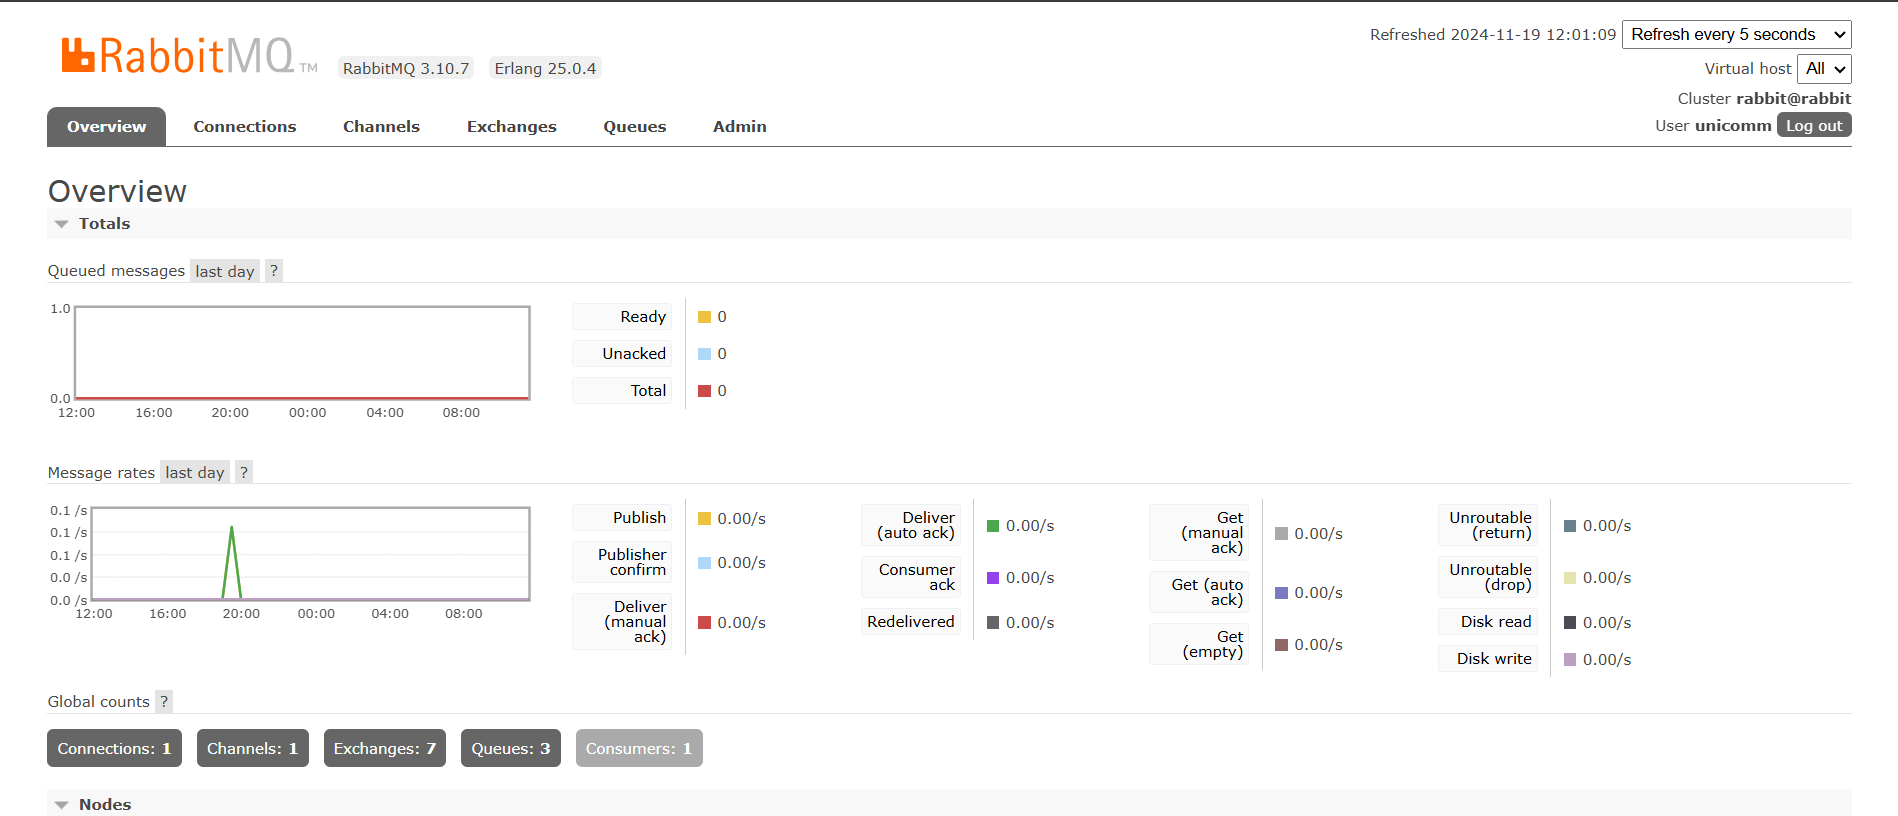 RabbitMQ TM
RabbitMQ 3.10.7
Erlang 25.0.4
Refreshed 2024-11-19 12:01:09
Refresh every 5 seconds
Virtual host
All
Cluster rabbit@rabbit
User unicomm
Log out
Overview
Connections
Channels
Exchanges
Queues
Admin
Overview
Totals
Queued messages last day ?
1.0
0.0
12:00 16:00 20:00 00:00 04:00 08:00
Ready 0
Unacked 0
Total 0
Message rates last day ?
0.1 /s
0.1 /s
0.1 /s
0.0 /s
0.0 /s
12:00 16:00 20:00 00:00 04:00 08:00
Publish 0.00/s
Publisher
confirm 0.00/s
Deliver
(manual
ack) 0.00/s
Deliver
(auto ack) 0.00/s
Consumer
ack 0.00/s
Redelivered 0.00/s
Get
(manual
ack) 0.00/s
Get (auto
ack) 0.00/s
Get
(empty) 0.00/s
Unroutable
(return) 0.00/s
Unroutable
(drop) 0.00/s
Disk read 0.00/s
Disk write 0.00/s
Global counts ?
Connections: 1
Channels: 1
Exchanges: 7
Queues: 3
Consumers: 1
Nodes